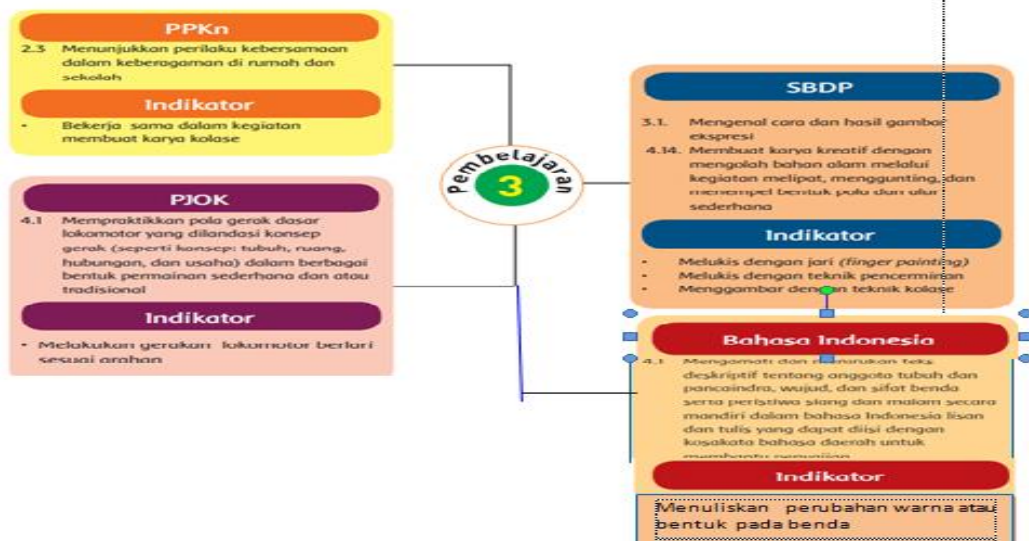 PPKn
2.3 Menunjukkan perilaku kebersamaan
dalam keberagaman di rumah dan
sekolah
Indikator
• Bekerja sama dalam kegiatan
membuat karya kolase
PJOK
4.1 Mempraktikkan pola gerak dasar
lokomotor yang dilandasi konsep
gerak (seperti konsep: tubuh, ruang,
hubungan, dan usaha) dalam berbagai
bentuk permainan sederhana dan atau
tradisional
Indikator
• Melakukan gerakan lokomotor berlari
sesuai arahan
Pembelajaran
3
SBDP
3.1. Mengenal cara dan hasil gambar
ekspresi
4.14. Membuat karya kreatif dengan
mengolah bahan alam melalui
kegiatan melipat, menggunting, dan
menempel bentuk pola dan alur
sederhana
Indikator
• Melukis dengan jari (finger painting)
• Melukis dengan teknik pencerminan
• Menggambar dengan teknik kolase
Bahasa Indonesia
4.1 Mengamati dan menirukan teks
deskriptif tentang anggota tubuh dan
pancaindra, wujud, dan sifat benda
serta peristiwa siang dan malam secara
mandiri dalam bahasa Indonesia lisan
dan tulis yang dapat diisi dengan
kosakata bahasa daerah untuk
membantu penyajian
Indikator
Menuliskan perubahan warna atau
bentuk pada benda